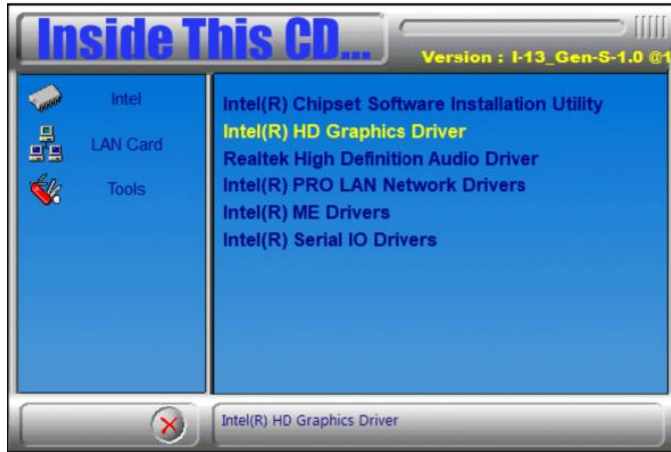 Inside This CD...
Version : I-13_Gen-S-1.0 @1
Intel
LAN Card
Tools
Intel(R) Chipset Software Installation Utility
Intel(R) HD Graphics Driver
Realtek High Definition Audio Driver
Intel(R) PRO LAN Network Drivers
Intel(R) ME Drivers
Intel(R) Serial IO Drivers
Intel(R) HD Graphics Driver